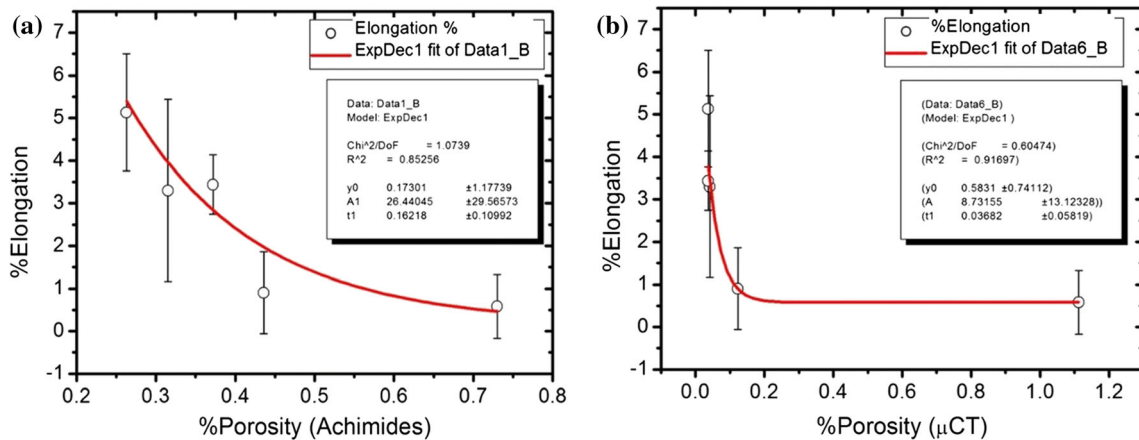 (a)
Elongation %
ExpDec1 fit of Data1_B
Data: Data1_B
Model: ExpDec1
Chi^2/DoF = 1.0739
R^2 = 0.85256
y0 0.17301 ±1.17739
A1 26.44045 ±29.56573
t1 0.16218 ±0.10992
%Elongation
7
6
5
4
3
2
1
0
-1
0.2 0.3 0.4 0.5 0.6 0.7 0.8
%Porosity (Achimides)
(b)
%Elongation
ExpDec1 fit of Data6_B
(Data: Data6_B)
(Model: ExpDec1 )
(Chi^2/DoF = 0.60474)
(R^2 = 0.91697)
(y0 0.5831 ±0.74112)
(A 8.73155 ±13.12328))
(t1 0.03682 ±0.05819)
%Elongation
7
6
5
4
3
2
1
0
-1
0.0 0.2 0.4 0.6 0.8 1.0 1.2
%Porosity (μCT)